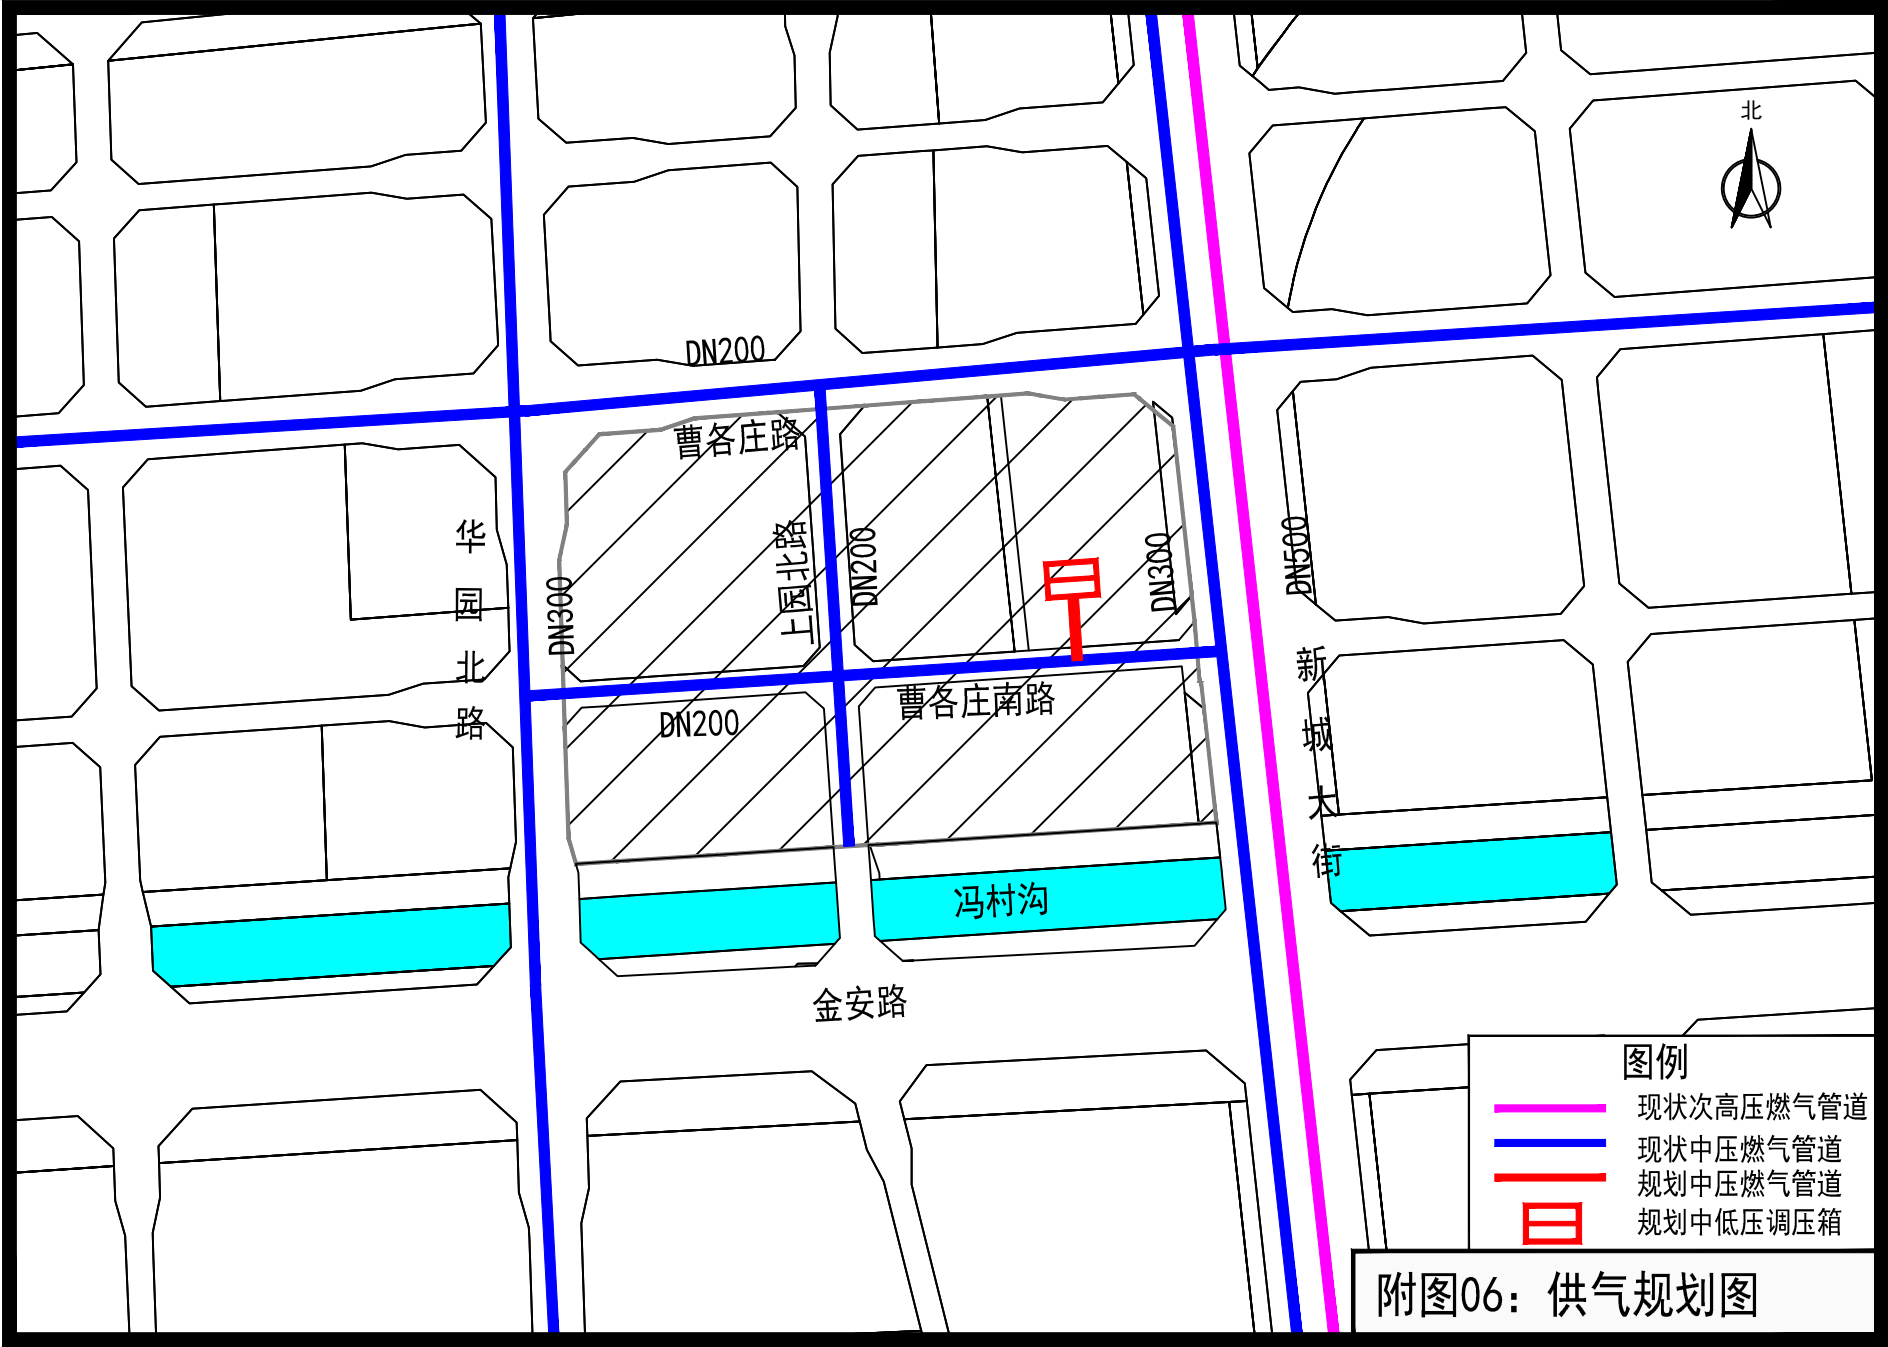 北
DN200
曹各庄路
华园北路
DN300
上园北路
DN200
DN300
DN500
曹各庄南路
DN200
新城大街
冯村沟
金安路
图例
现状次高压燃气管道
现状中压燃气管道
规划中压燃气管道
规划中低压调压箱
附图06：供气规划图